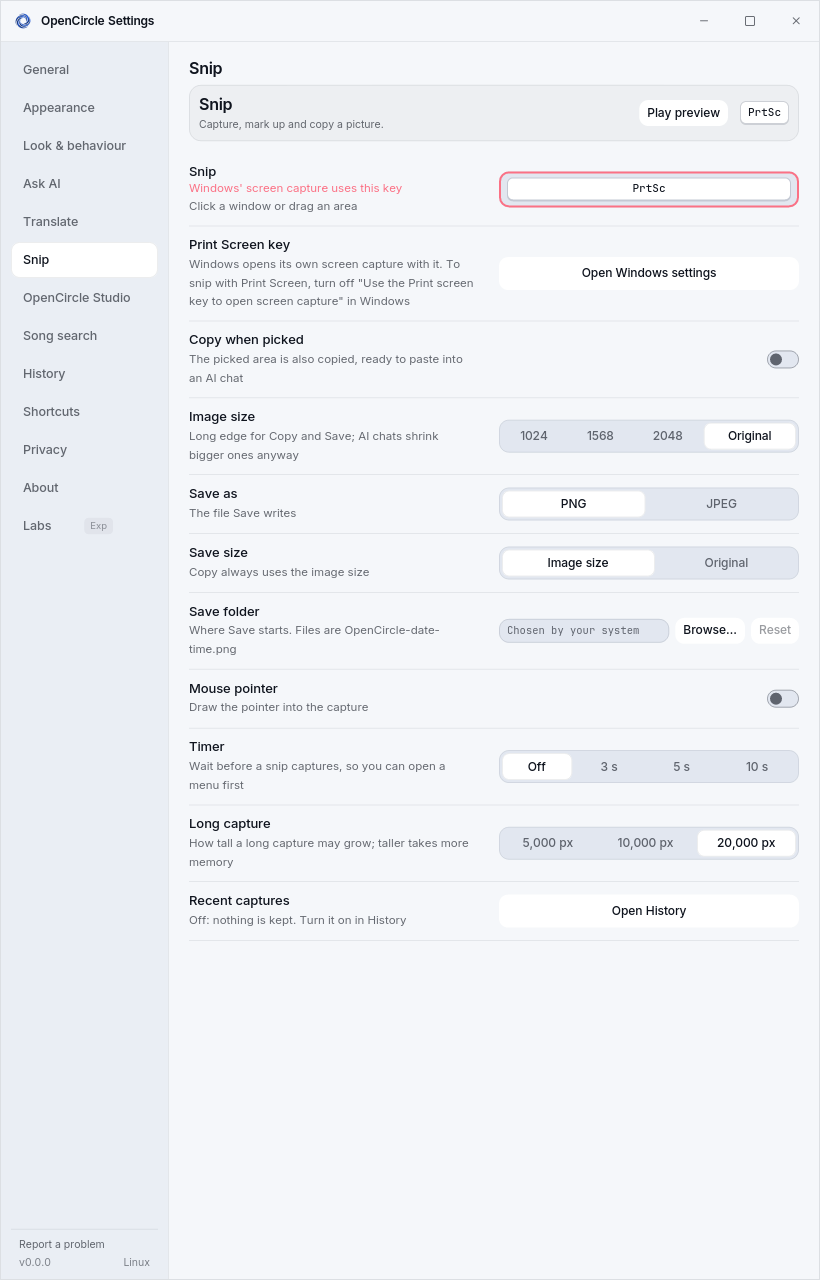 OpenCircle Settings
General
Appearance
Look & behaviour
Ask AI
Translate
Snip
OpenCircle Studio
Song search
History
Shortcuts
Privacy
About
Labs Exp
Report a problem
v0.0.0 Linux
Snip
Snip
Capture, mark up and copy a picture.
Play preview PrtSc
Snip
Windows' screen capture uses this key
Click a window or drag an area
PrtSc
Print Screen key
Windows opens its own screen capture with it. To
snip with Print Screen, turn off "Use the Print screen
key to open screen capture" in Windows
Open Windows settings
Copy when picked
The picked area is also copied, ready to paste into
an AI chat
Image size
Long edge for Copy and Save; AI chats shrink
bigger ones anyway
1024 1568 2048 Original
Save as
The file Save writes
PNG JPEG
Save size
Copy always uses the image size
Image size Original
Save folder
Where Save starts. Files are OpenCircle-date-
time.png
Chosen by your system Browse... Reset
Mouse pointer
Draw the pointer into the capture
Timer
Wait before a snip captures, so you can open a
menu first
Off 3 s 5 s 10 s
Long capture
How tall a long capture may grow; taller takes more
memory
5,000 px 10,000 px 20,000 px
Recent captures
Off: nothing is kept. Turn it on in History
Open History